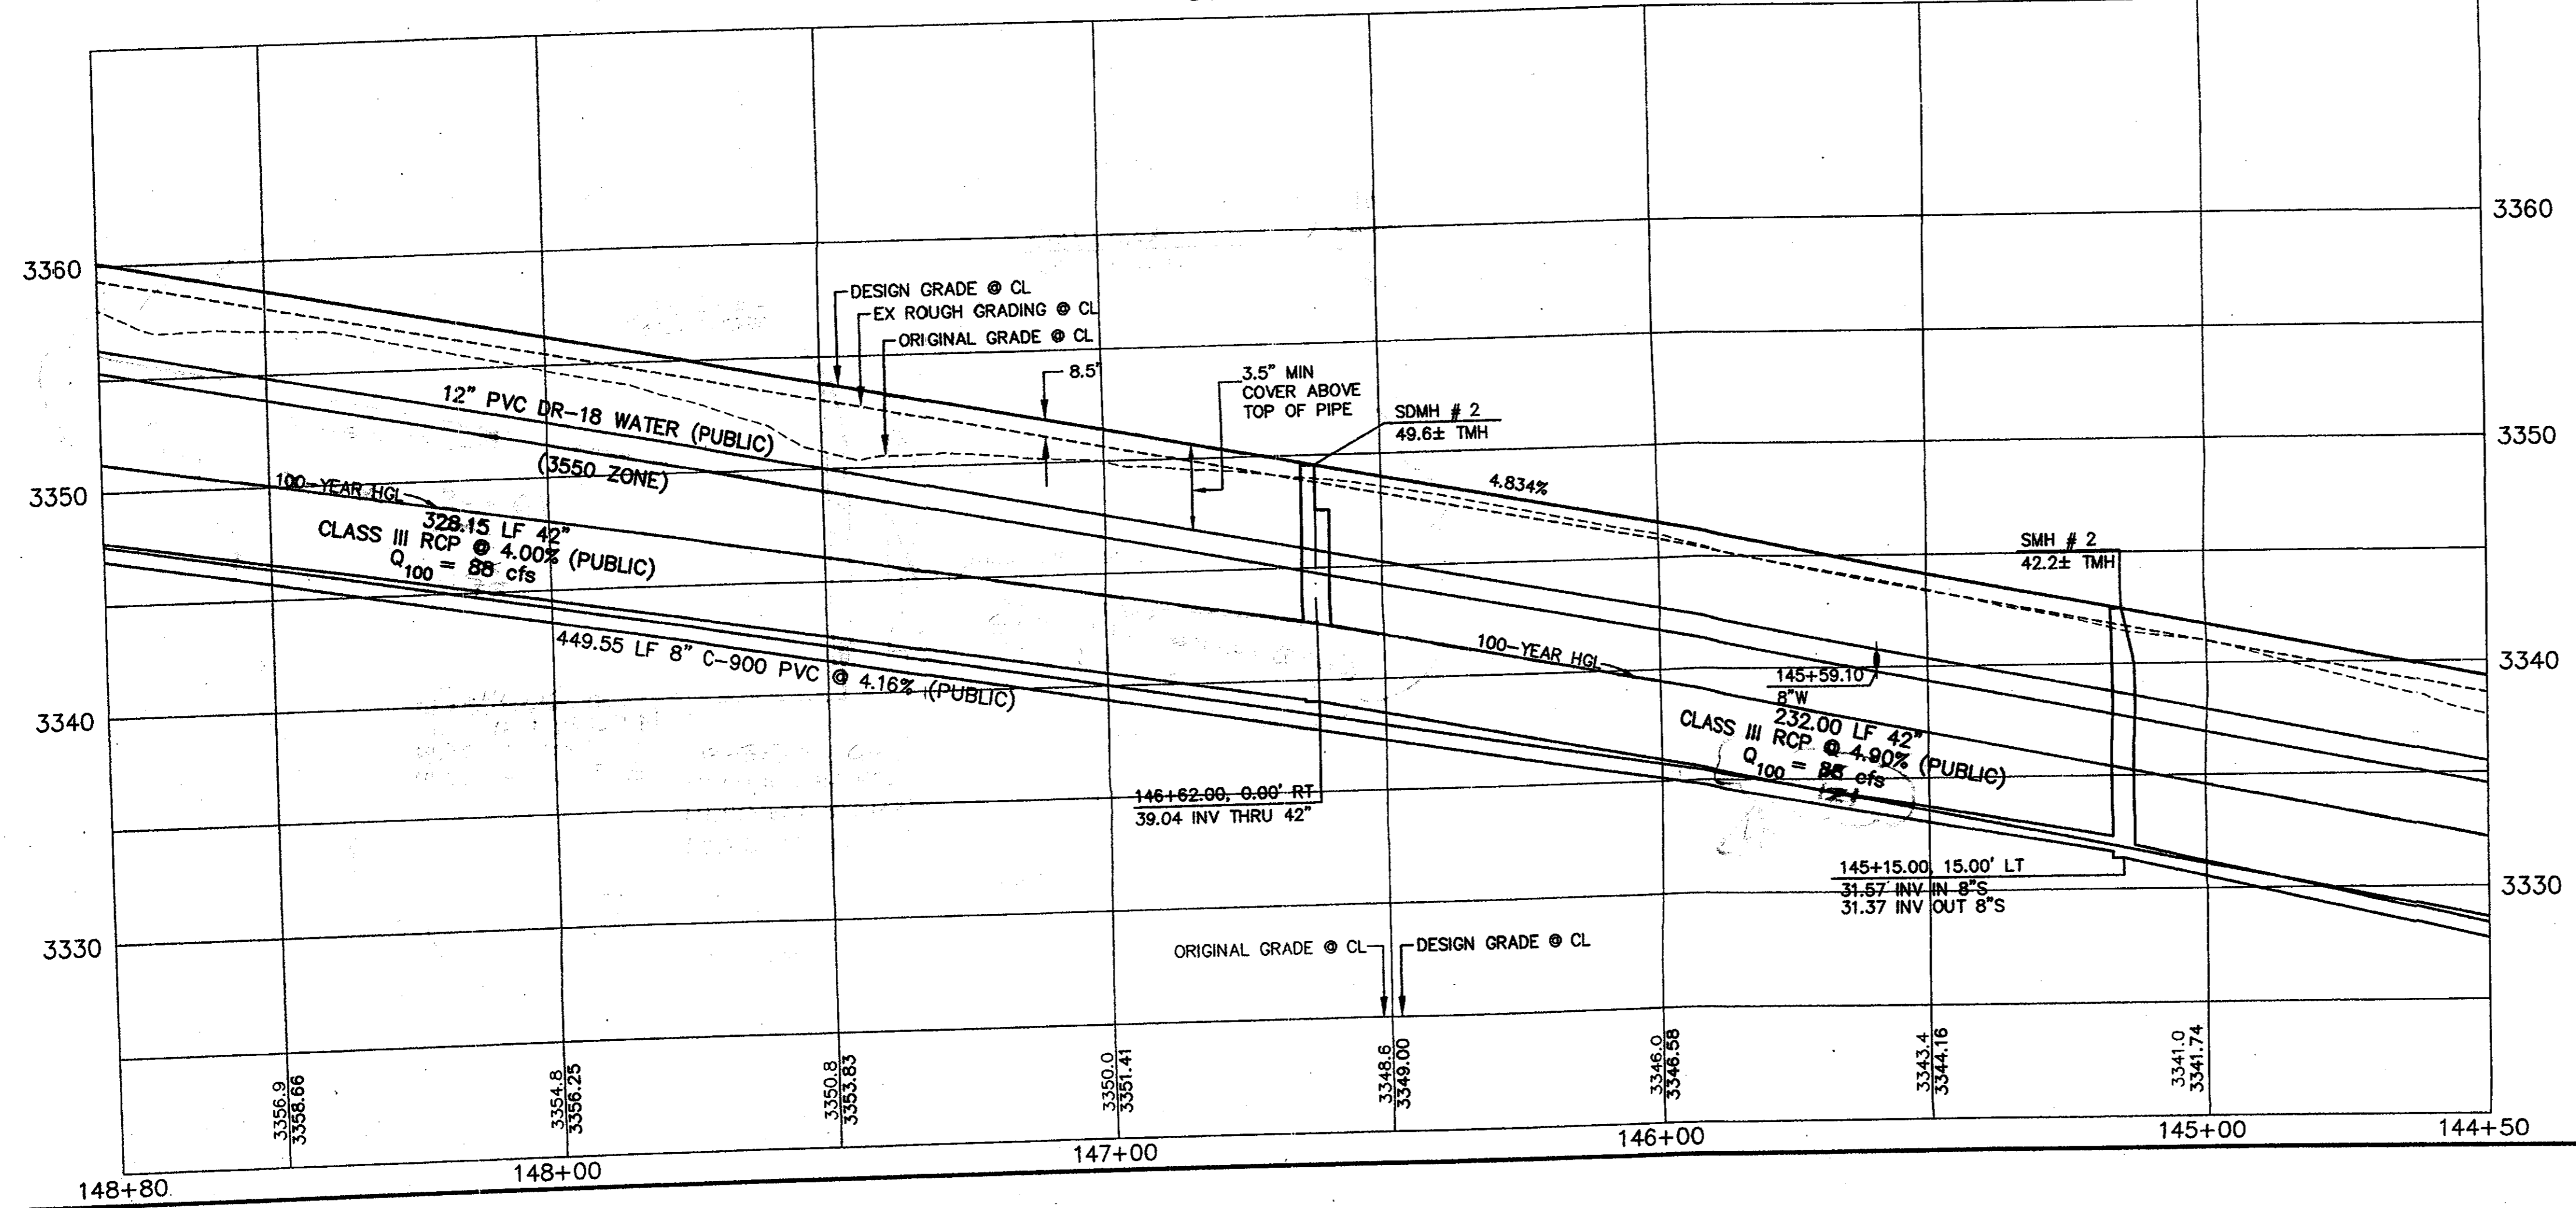 3360
3350
3340
3330
DESIGN GRADE @ CL
EX ROUGH GRADING @ CL
ORIGINAL GRADE @ CL
8.5"
3.5" MIN
COVER ABOVE
TOP OF PIPE
SDMH # 2
49.6± TMH
12" PVC DR-18 WATER (PUBLIC)
(3550 ZONE)
100-YEAR HGL
328.15 LF 42"
CLASS III RCP @ 4.00% (PUBLIC)
Q100 = 88 cfs
449.55 LF 8" C-900 PVC @ 4.16% (PUBLIC)
4.834%
SMH # 2
42.2± TMH
100-YEAR HGL
145+59.10
8"W
232.00 LF 42"
CLASS III RCP @ 4.90% (PUBLIC)
Q100 = 88 cfs
146+62.00, 0.00' RT
39.04 INV THRU 42"
145+15.00, 15.00' LT
31.57 INV IN 8"S
31.37 INV OUT 8"S
ORIGINAL GRADE @ CL
DESIGN GRADE @ CL
3360
3350
3340
3330
3356.9
3358.66
3354.8
3356.25
3350.8
3353.83
3350.0
3351.41
3348.6
3349.00
3346.0
3346.58
3343.4
3344.16
3341.0
3341.74
148+80
148+00
147+00
146+00
145+00
144+50